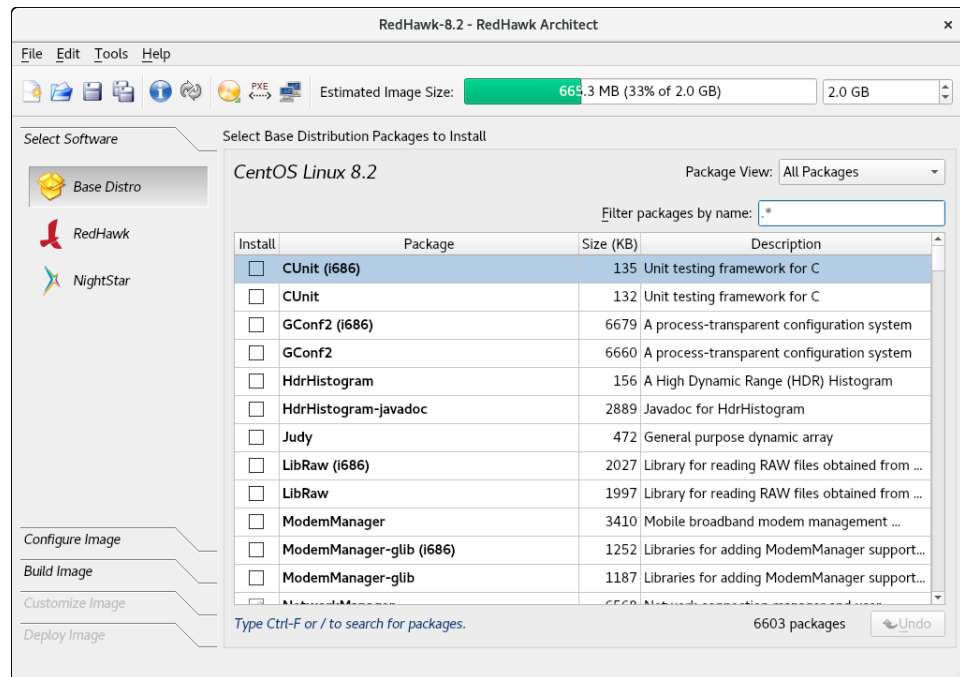 RedHawk-8.2 - RedHawk Architect
File Edit Tools Help
PXE
Estimated Image Size: 665.3 MB (33% of 2.0 GB) 2.0 GB
Select Software
Base Distro
RedHawk
NightStar
Configure Image
Build Image
Customize Image
Deploy Image
Select Base Distribution Packages to Install
CentOS Linux 8.2
Package View: All Packages
Filter packages by name: .*
Install Package Size (KB) Description
CUnit (i686) 135 Unit testing framework for C
CUnit 132 Unit testing framework for C
GConf2 (i686) 6679 A process-transparent configuration system
GConf2 6660 A process-transparent configuration system
HdrHistogram 156 A High Dynamic Range (HDR) Histogram
HdrHistogram-javadoc 2889 Javadoc for HdrHistogram
Judy 472 General purpose dynamic array
LibRaw (i686) 2027 Library for reading RAW files obtained from ...
LibRaw 1997 Library for reading RAW files obtained from ...
ModemManager 3410 Mobile broadband modem management ...
ModemManager-glib (i686) 1252 Libraries for adding ModemManager support...
ModemManager-glib 1187 Libraries for adding ModemManager support...
NetworkManager 6568 Network connection manager and user
Type Ctrl-F or / to search for packages.
6603 packages
Undo